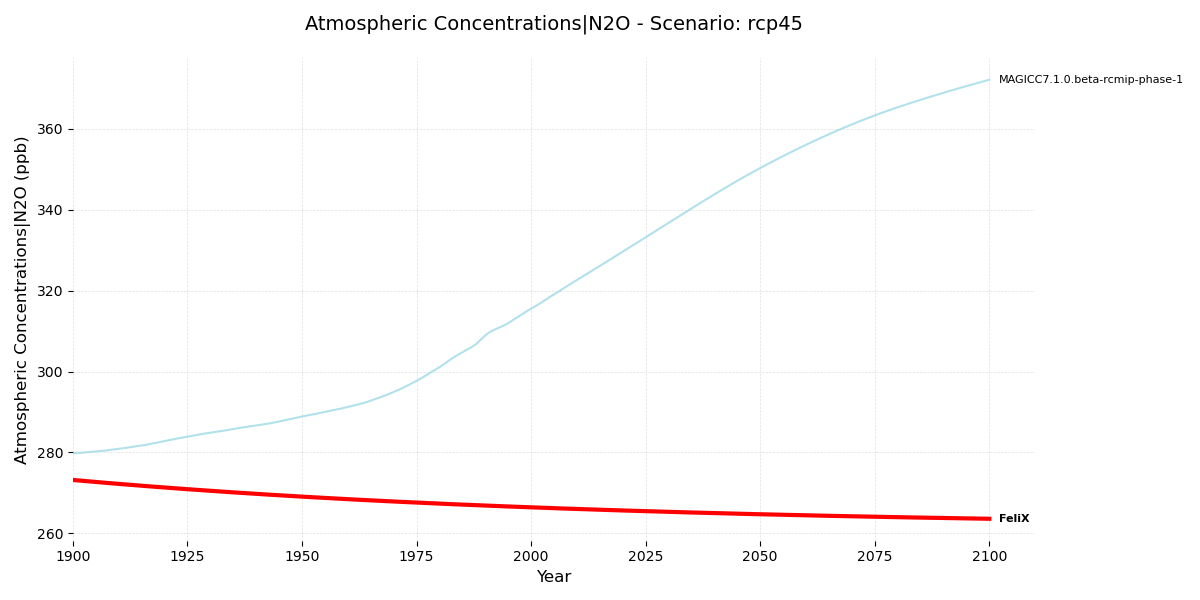 Atmospheric Concentrations|N2O - Scenario: rcp45
Atmospheric Concentrations|N2O (ppb)
360
340
320
300
280
260
MAGICC7.1.0.beta-rcmip-phase-1
FeliX
1900 1925 1950 1975 2000 2025 2050 2075 2100
Year